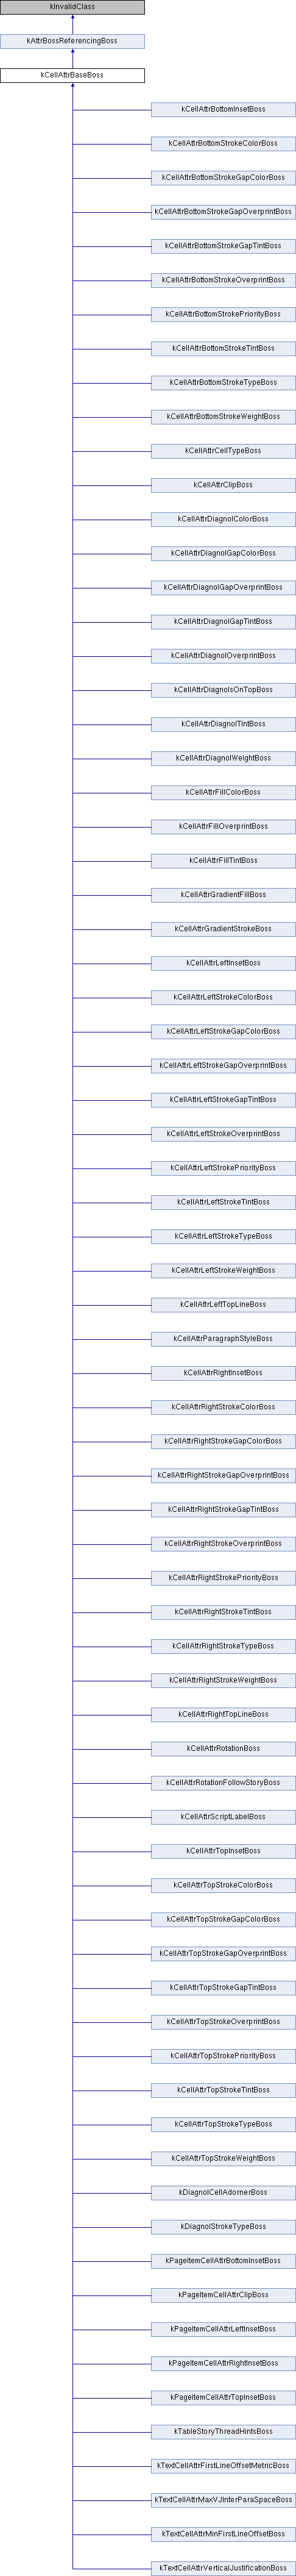 kInvalidClass
kAttrBossReferencingBoss
kCellAttrBaseBoss
kCellAttrBottomInsetBoss
kCellAttrBottomStrokeColorBoss
kCellAttrBottomStrokeGapColorBoss
kCellAttrBottomStrokeGapOverprintBoss
kCellAttrBottomStrokeGapTintBoss
kCellAttrBottomStrokeOverprintBoss
kCellAttrBottomStrokePriorityBoss
kCellAttrBottomStrokeTintBoss
kCellAttrBottomStrokeTypeBoss
kCellAttrBottomStrokeWeightBoss
kCellAttrCellTypeBoss
kCellAttrClipBoss
kCellAttrDiagnolColorBoss
kCellAttrDiagnolGapColorBoss
kCellAttrDiagnolGapOverprintBoss
kCellAttrDiagnolGapTintBoss
kCellAttrDiagnolOverprintBoss
kCellAttrDiagnolsOnTopBoss
kCellAttrDiagnolTintBoss
kCellAttrDiagnolWeightBoss
kCellAttrFillColorBoss
kCellAttrFillOverprintBoss
kCellAttrFillTintBoss
kCellAttrGradientFillBoss
kCellAttrGradientStrokeBoss
kCellAttrLeftInsetBoss
kCellAttrLeftStrokeColorBoss
kCellAttrLeftStrokeGapColorBoss
kCellAttrLeftStrokeGapOverprintBoss
kCellAttrLeftStrokeGapTintBoss
kCellAttrLeftStrokeOverprintBoss
kCellAttrLeftStrokePriorityBoss
kCellAttrLeftStrokeTintBoss
kCellAttrLeftStrokeTypeBoss
kCellAttrLeftStrokeWeightBoss
kCellAttrLeftTopLineBoss
kCellAttrParagraphStyleBoss
kCellAttrRightInsetBoss
kCellAttrRightStrokeColorBoss
kCellAttrRightStrokeGapColorBoss
kCellAttrRightStrokeGapOverprintBoss
kCellAttrRightStrokeGapTintBoss
kCellAttrRightStrokeOverprintBoss
kCellAttrRightStrokePriorityBoss
kCellAttrRightStrokeTintBoss
kCellAttrRightStrokeTypeBoss
kCellAttrRightStrokeWeightBoss
kCellAttrRightTopLineBoss
kCellAttrRotationBoss
kCellAttrRotationFollowStoryBoss
kCellAttrScriptLabelBoss
kCellAttrTopInsetBoss
kCellAttrTopStrokeColorBoss
kCellAttrTopStrokeGapColorBoss
kCellAttrTopStrokeGapOverprintBoss
kCellAttrTopStrokeGapTintBoss
kCellAttrTopStrokeOverprintBoss
kCellAttrTopStrokePriorityBoss
kCellAttrTopStrokeTintBoss
kCellAttrTopStrokeTypeBoss
kCellAttrTopStrokeWeightBoss
kDiagnolCellAdornerBoss
kDiagnolStrokeTypeBoss
kPageItemCellAttrBottomInsetBoss
kPageItemCellAttrClipBoss
kPageItemCellAttrLeftInsetBoss
kPageItemCellAttrRightInsetBoss
kPageItemCellAttrTopInsetBoss
kTableStoryThreadHintsBoss
kTextCellAttrFirstLineOffsetMetricBoss
kTextCellAttrMaxVJInterParaSpaceBoss
kTextCellAttrMinFirstLineOffsetBoss
kTextCellAttrVerticalJustificationBoss